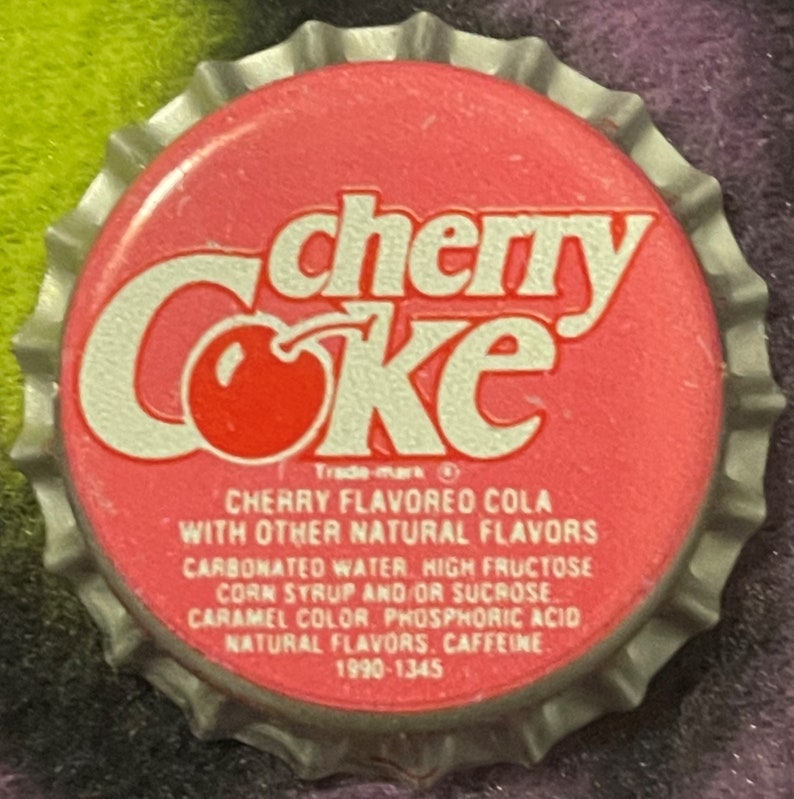 cherry
Coke
Trade-mark ®
CHERRY FLAVORED COLA
WITH OTHER NATURAL FLAVORS
CARBONATED WATER, HIGH FRUCTOSE
CORN SYRUP AND/OR SUCROSE,
CARAMEL COLOR, PHOSPHORIC ACID,
NATURAL FLAVORS, CAFFEINE.
1990-1345